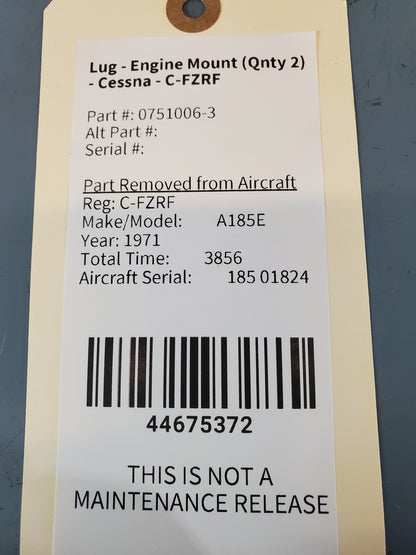 Lug - Engine Mount (Qnty 2)
- Cessna - C-FZRF
Part #: 0751006-3
Alt Part #:
Serial #:
Part Removed from Aircraft
Reg: C-FZRF
Make/Model: A185E
Year: 1971
Total Time: 3856
Aircraft Serial: 185 01824
44675372
THIS IS NOT A
MAINTENANCE RELEASE